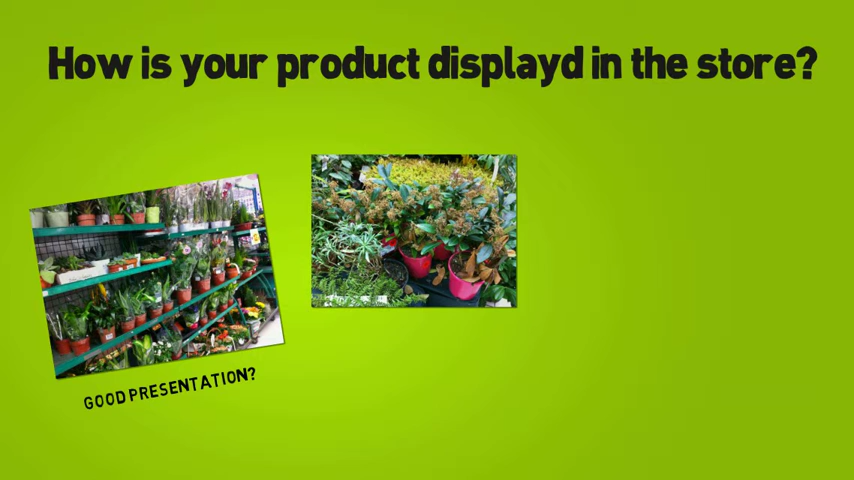 How is your product displayd in the store?
GOOD PRESENTATION?